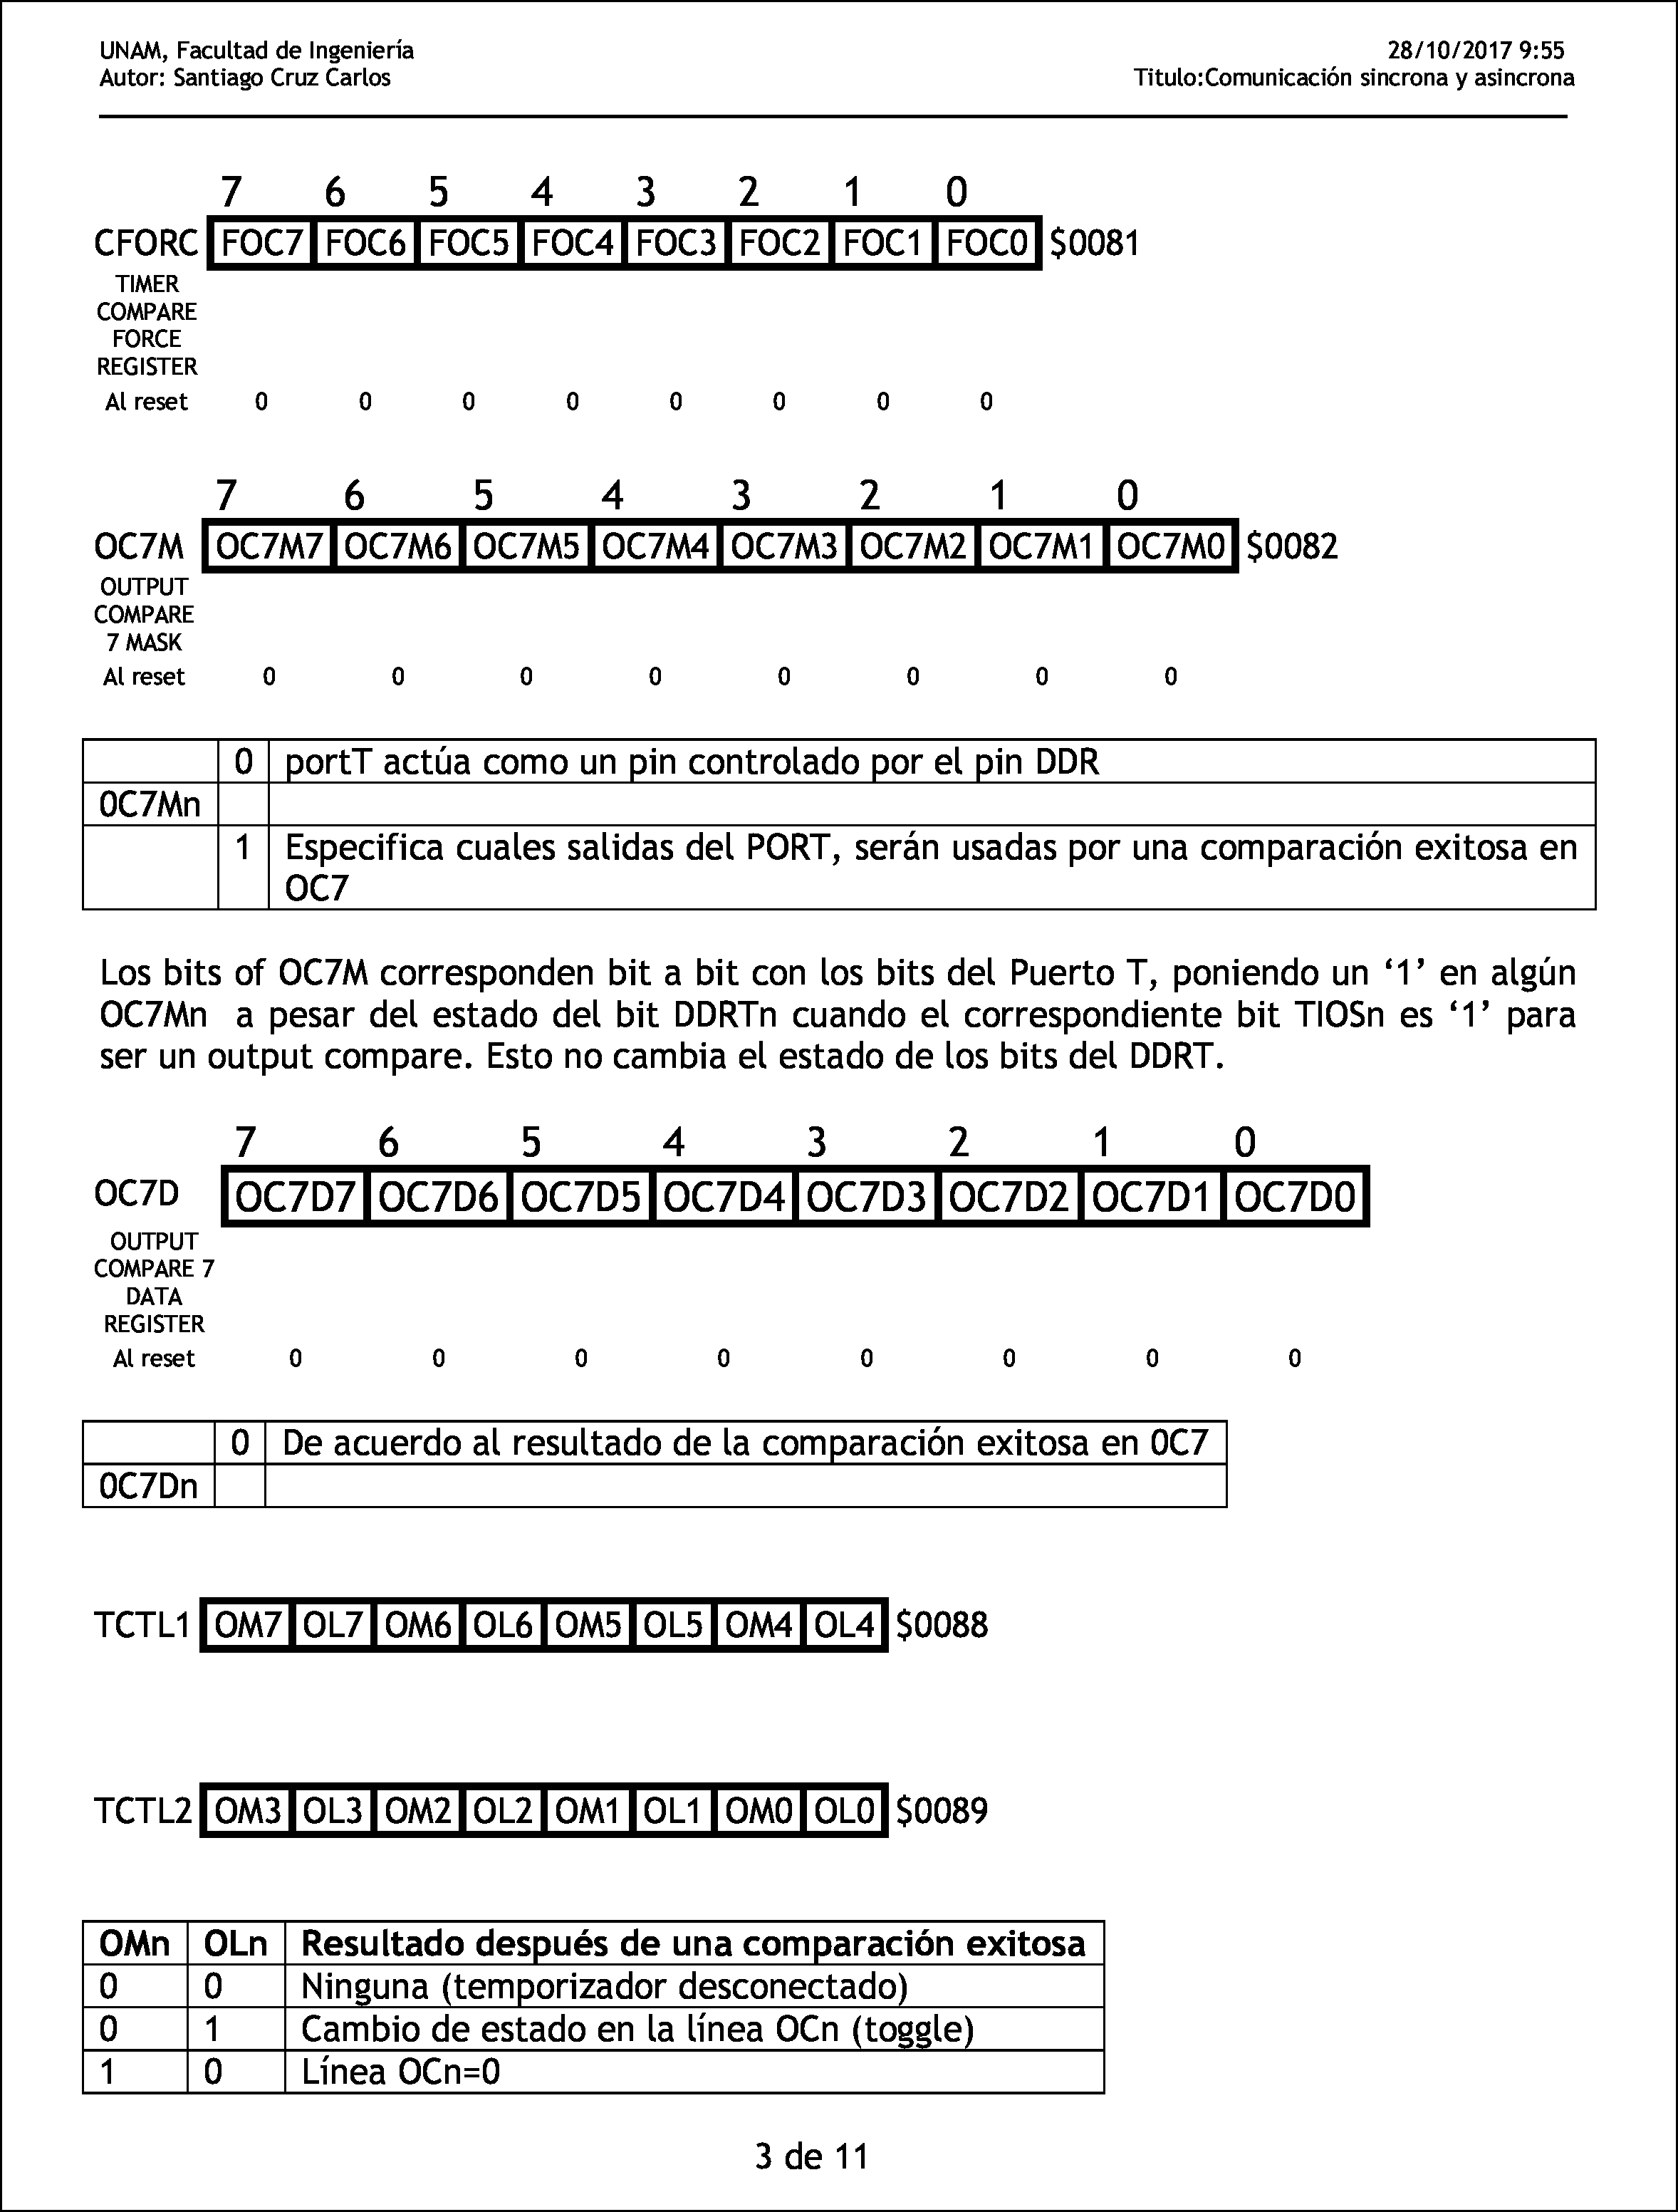 UNAM, Facultad de Ingeniería 28/10/2017 9:55
Autor: Santiago Cruz Carlos Titulo:Comunicación sincrona y asincrona
7 6 5 4 3 2 1 0
CFORC FOC7 FOC6 FOC5 FOC4 FOC3 FOC2 FOC1 FOC0 $0081
TIMER
COMPARE
FORCE
REGISTER
Al reset 0 0 0 0 0 0 0 0
7 6 5 4 3 2 1 0
OC7M OC7M7 OC7M6 OC7M5 OC7M4 OC7M3 OC7M2 OC7M1 OC7M0 $0082
OUTPUT
COMPARE
7 MASK
Al reset 0 0 0 0 0 0 0 0
0 portT actúa como un pin controlado por el pin DDR
0C7Mn
1 Especifica cuales salidas del PORT, serán usadas por una comparación exitosa en
OC7
Los bits of OC7M corresponden bit a bit con los bits del Puerto T, poniendo un ‘1’ en algún
OC7Mn a pesar del estado del bit DDRTn cuando el correspondiente bit TIOSn es ‘1’ para
ser un output compare. Esto no cambia el estado de los bits del DDRT.
7 6 5 4 3 2 1 0
OC7D OC7D7 OC7D6 OC7D5 OC7D4 OC7D3 OC7D2 OC7D1 OC7D0
OUTPUT
COMPARE 7
DATA
REGISTER
Al reset 0 0 0 0 0 0 0 0
0 De acuerdo al resultado de la comparación exitosa en 0C7
0C7Dn
TCTL1 OM7 OL7 OM6 OL6 OM5 OL5 OM4 OL4 $0088
TCTL2 OM3 OL3 OM2 OL2 OM1 OL1 OM0 OL0 $0089
OMn OLn Resultado después de una comparación exitosa
0 0 Ninguna (temporizador desconectado)
0 1 Cambio de estado en la línea OCn (toggle)
1 0 Línea OCn=0
3 de 11